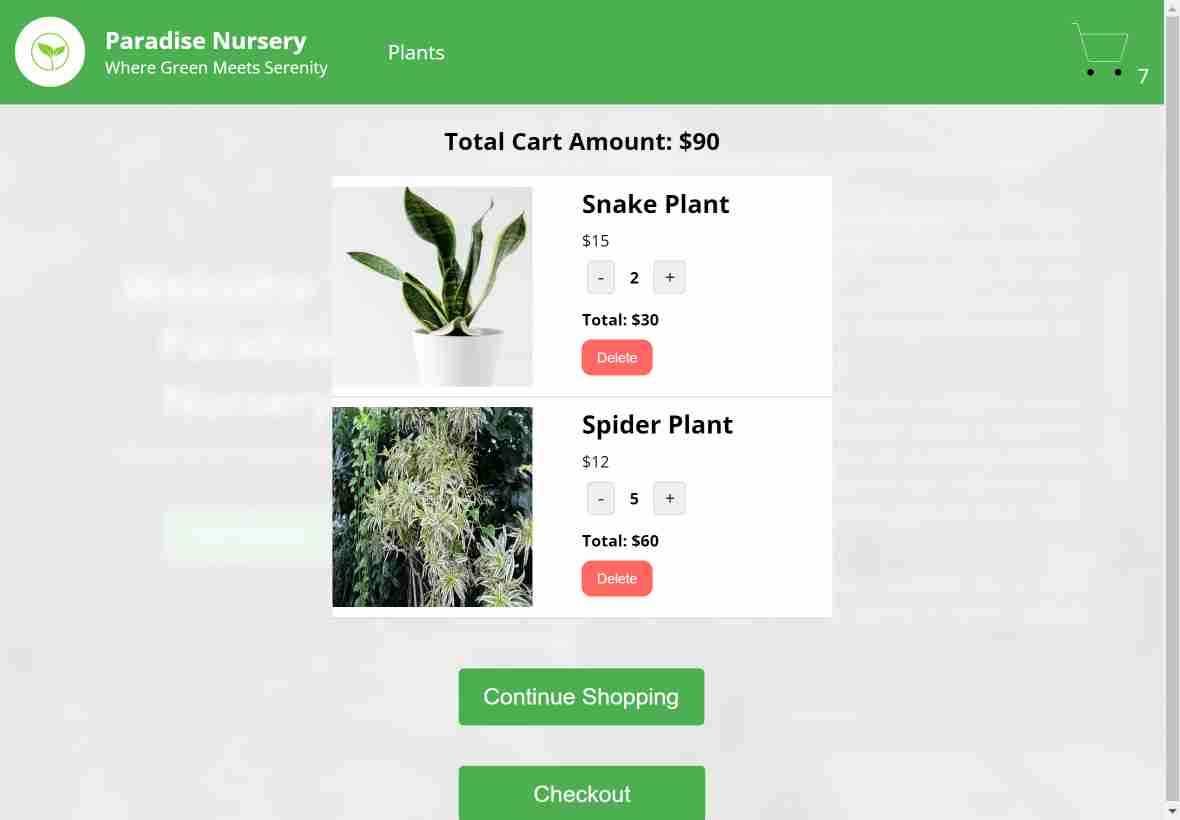 Paradise Nursery
Where Green Meets Serenity
Plants
7
Total Cart Amount: $90
Snake Plant
$15
- 2 +
Total: $30
Delete
Spider Plant
$12
- 5 +
Total: $60
Delete
Continue Shopping
Checkout